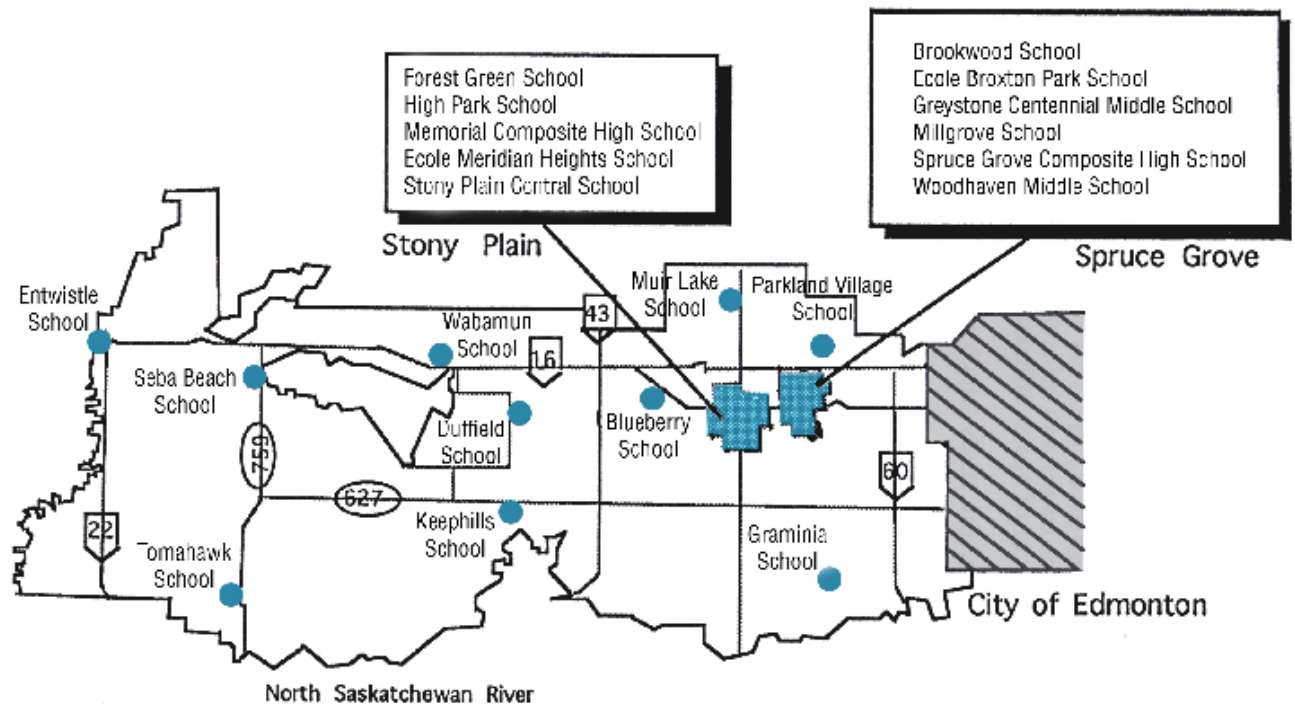 Forest Green School
High Park School
Memorial Composite High School
Ecole Meridian Heights School
Stony Plain Central School
Stony Plain
Brookwood School
Ecole Broxton Park School
Greystone Centennial Middle School
Millgrove School
Spruce Grove Composite High School
Woodhaven Middle School
Spruce Grove
Entwistle
School
Seba Beach
School
Wabamun
School
43
16
Muir Lake
School
Parkland Village
School
Duffield
School
Blueberry
School
759
627
60
22
Keephills
School
Tomahawk
School
Graminia
School
City of Edmonton
North Saskatchewan River